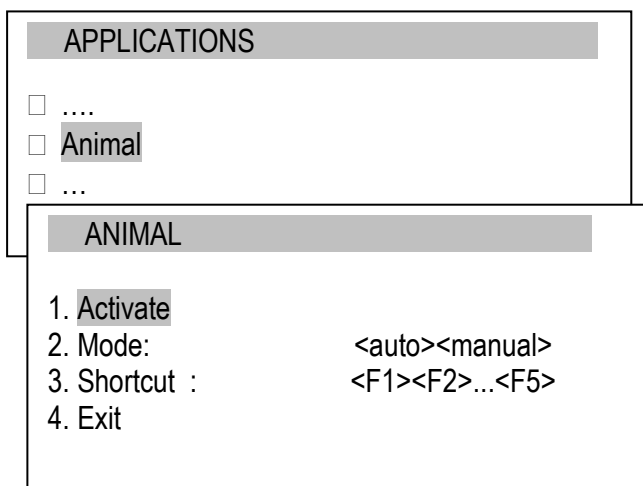 APPLICATIONS
□ ....
□ Animal
□ ...
ANIMAL
1. Activate
2. Mode: <auto><manual>
3. Shortcut : <F1><F2>...<F5>
4. Exit